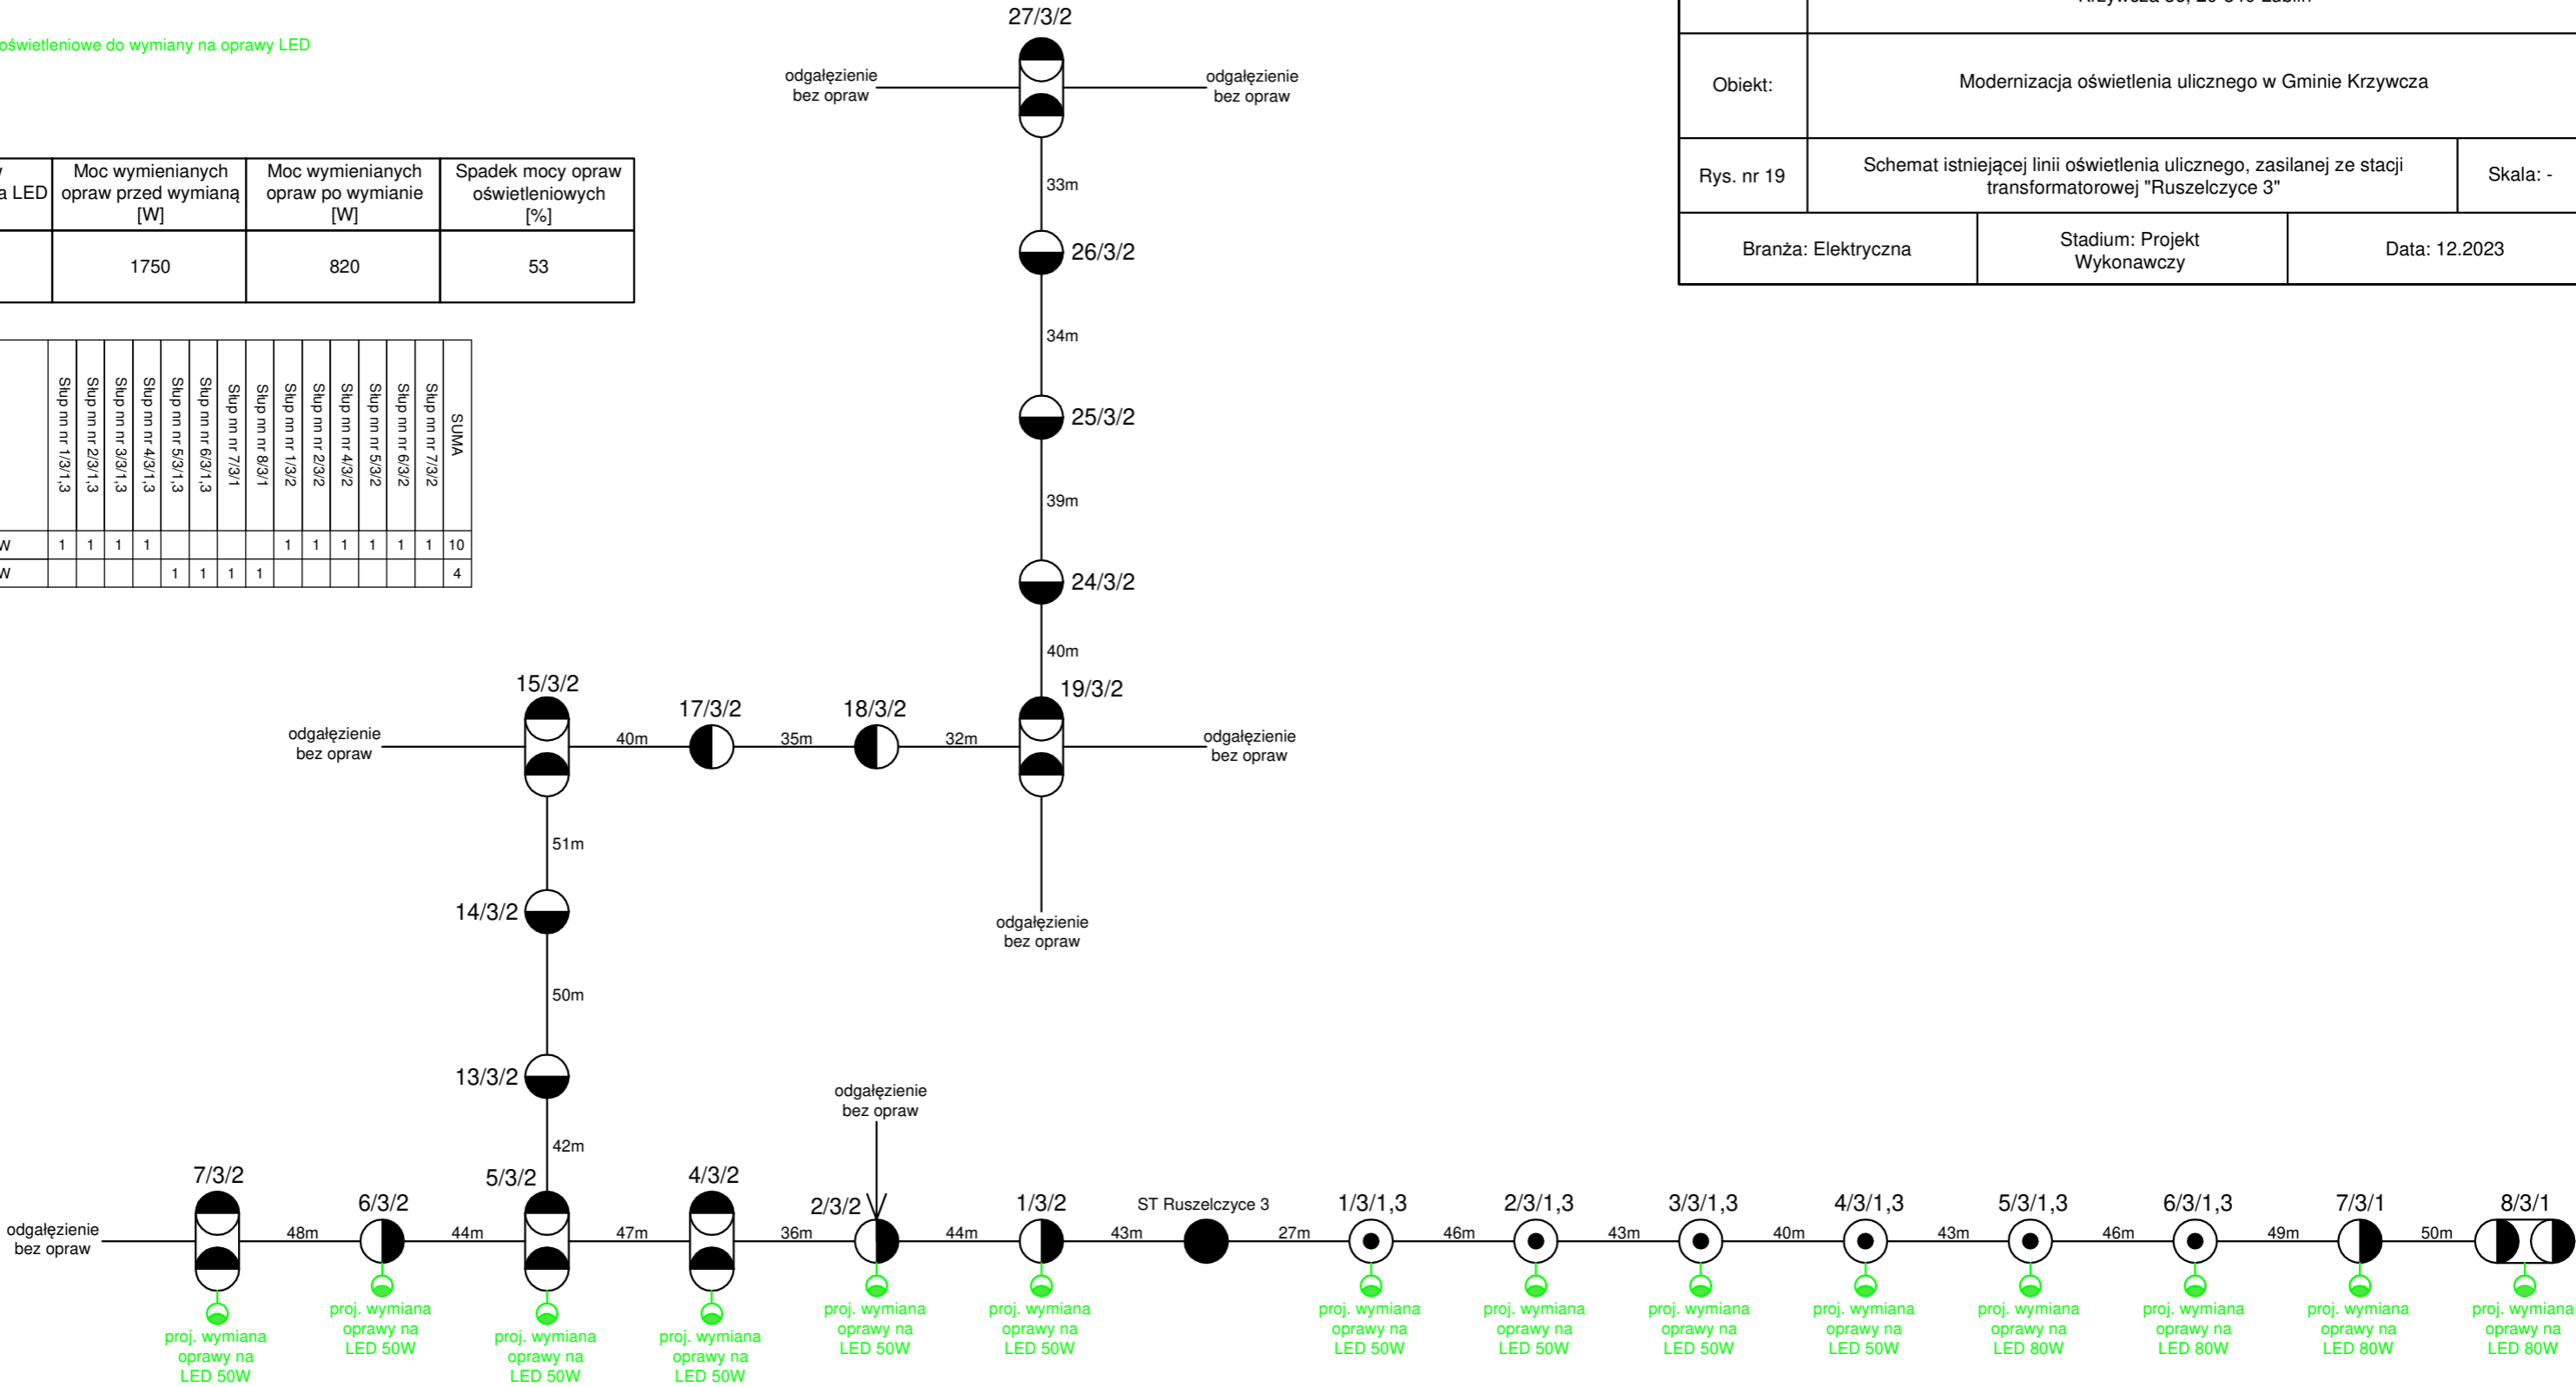 27/3/2
oświetleniowe do wymiany na oprawy LED
odgałęzienie
bez opraw
odgałęzienie
bez opraw
Obiekt:
Modernizacja oświetlenia ulicznego w Gminie Krzywcza
Rys. nr 19
Schemat istniejącej linii oświetlenia ulicznego, zasilanej ze stacji
transformatorowej "Ruszelczyce 3"
Skala: -
Branża: Elektryczna
Stadium: Projekt
Wykonawczy
Data: 12.2023
a LED
Moc wymienianych
opraw przed wymianą
[W]
Moc wymienianych
opraw po wymianie
[W]
Spadek mocy opraw
oświetleniowych
[%]
1750
820
53
33m
26/3/2
34m
25/3/2
39m
24/3/2
40m
19/3/2
Słup nn nr 1/3/1,3
Słup nn nr 2/3/1,3
Słup nn nr 3/3/1,3
Słup nn nr 4/3/1,3
Słup nn nr 5/3/1,3
Słup nn nr 6/3/1,3
Słup nn nr 7/3/1
Słup nn nr 8/3/1
Słup nn nr 1/3/2
Słup nn nr 2/3/2
Słup nn nr 4/3/2
Słup nn nr 5/3/2
Słup nn nr 6/3/2
Słup nn nr 7/3/2
SUMA
W 1 1 1 1 1 1 1 1 1 1 10
W 1 1 1 1 4
15/3/2
17/3/2
18/3/2
odgałęzienie
bez opraw
40m
35m
32m
odgałęzienie
bez opraw
51m
14/3/2
odgałęzienie
bez opraw
50m
13/3/2
42m
odgałęzienie
bez opraw
7/3/2
6/3/2
5/3/2
4/3/2
2/3/2
1/3/2
ST Ruszelczyce 3
1/3/1,3
2/3/1,3
3/3/1,3
4/3/1,3
5/3/1,3
6/3/1,3
7/3/1
8/3/1
odgałęzienie
bez opraw
48m
44m
47m
36m
44m
43m
27m
46m
43m
40m
43m
46m
49m
50m
proj. wymiana
oprawy na
LED 50W
proj. wymiana
oprawy na
LED 50W
proj. wymiana
oprawy na
LED 50W
proj. wymiana
oprawy na
LED 50W
proj. wymiana
oprawy na
LED 50W
proj. wymiana
oprawy na
LED 50W
proj. wymiana
oprawy na
LED 50W
proj. wymiana
oprawy na
LED 50W
proj. wymiana
oprawy na
LED 50W
proj. wymiana
oprawy na
LED 50W
proj. wymiana
oprawy na
LED 80W
proj. wymiana
oprawy na
LED 80W
proj. wymiana
oprawy na
LED 80W
proj. wymiana
oprawy na
LED 80W